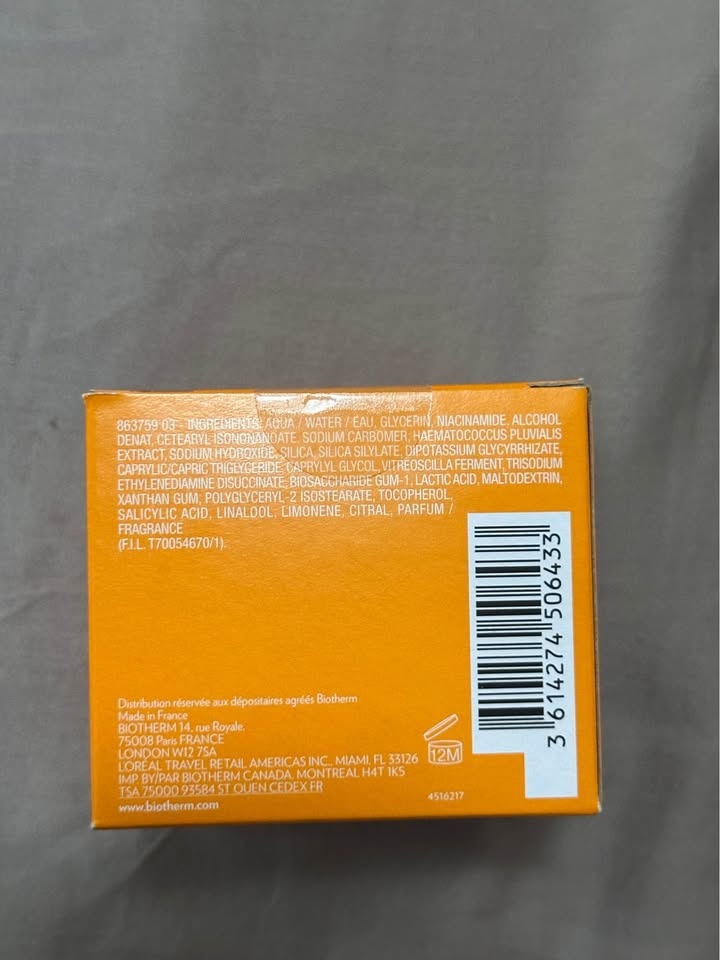 863759 03 - INGREDIENTS: AQUA / WATER / EAU, GLYCERIN, NIACINAMIDE, ALCOHOL
DENAT, CETEARYL ISONONANOATE, SODIUM CARBOMER, HAEMATOCOCCUS PLUVIALIS
EXTRACT, SODIUM HYDROXIDE, SILICA, SILICA SILYLATE, DIPOTASSIUM GLYCYRRHIZATE,
CAPRYLIC/CAPRIC TRIGLYCERIDE, CAPRYLYL GLYCOL, VITREOSCILLA FERMENT, TRISODIUM
ETHYLENEDIAMINE DISUCCINATE, BIOSACCHARIDE GUM-1, LACTIC ACID, MALTODEXTRIN,
XANTHAN GUM, POLYGLYCERYL-2 ISOSTEARATE, TOCOPHEROL,
SALICYLIC ACID, LINALOOL, LIMONENE, CITRAL, PARFUM /
FRAGRANCE
(F.I.L. T70054670/1).
Distribution réservée aux dépositaires agréés Biotherm
Made in France
BIOTHERM 14, rue Royale,
75008 Paris FRANCE
LONDON W12 7SA
LORÉAL TRAVEL RETAIL AMERICAS INC., MIAMI, FL 33126
IMP BY/PAR BIOTHERM CANADA, MONTREAL H4T 1K5
TSA 75000 93584 ST OUEN CEDEX FR
www.biotherm.com
12M
4516217
3 614274 506433